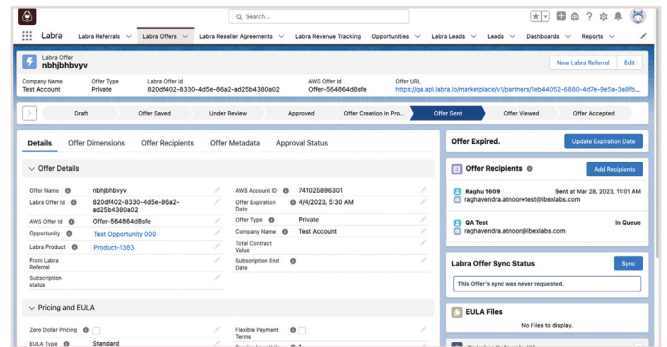 Search...
Labra
Labra Referrals
Labra Offers
Labra Reseller Agreements
Labra Revenue Tracking
Opportunities
Labra Leads
Leads
Dashboards
Reports
Labra Offer
nbhjbhbvyv
New Labra Referral
Edit
Company Name
Offer Type
Labra Offer Id
AWS Offer Id
Offer URL
Test Account
Private
820df402-8330-4d5e-86a2-ad25b4380a02
Offer-564864d8sfe
https://qa.api.labra.io/marketplace/v1/partners/1eb44052-6880-4d7e-9e5a-3a8fb...
Draft
Offer Saved
Under Review
Approved
Offer Creation In Pro...
Offer Sent
Offer Viewed
Offer Accepted
Details
Offer Dimensions
Offer Recipients
Offer Metadata
Approval Status
Offer Details
Offer Name
nbhjbhbvyv
Labra Offer Id
820df402-8330-4d5e-86a2-
ad25b4380a02
AWS Offer Id
Offer-564864d8sfe
Opportunity
Test Opportunity 000
Labra Product
Product-1383
From Labra
Referral
Subscription
status
AWS Account ID
741025896301
Offer Expiration
Date
4/4/2023, 5:30 AM
Offer Type
Private
Company Name
Test Account
Total Contract
Value
Subscription End
Date
Pricing and EULA
Zero Dollar Pricing
EULA Type
Standard
Flexible Payment
Terms
Offer Expired.
Update Expiration Date
Offer Recipients
Add Recipients
Raghu 1609
Sent at Mar 28, 2023, 11:01 AM
raghavendra.atnoor+test@ibexlabs.com
QA Test
In Queue
raghavendra.atnoor@ibexlabs.com
Labra Offer Sync Status
Sync
This Offer's sync was never requested.
EULA Files
No Files to display.